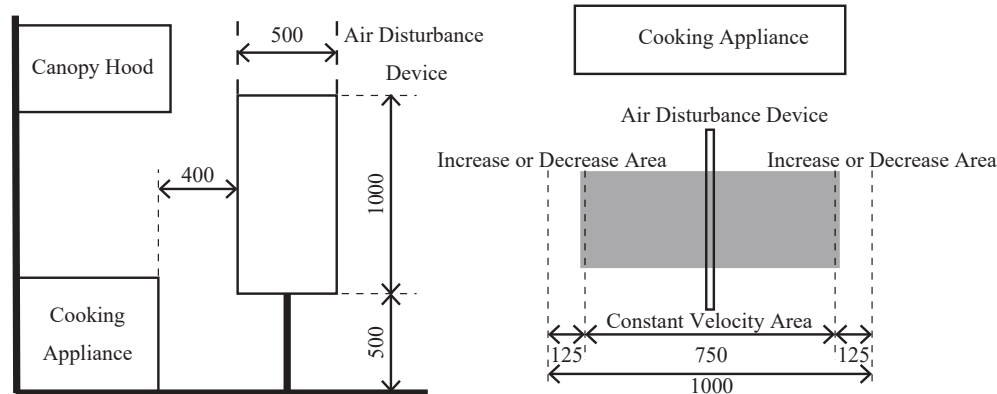 500
Air Disturbance
Device
Canopy Hood
400
1000
Cooking
Appliance
500
Cooking Appliance
Air Disturbance Device
Increase or Decrease Area
Increase or Decrease Area
Constant Velocity Area
125
750
125
1000